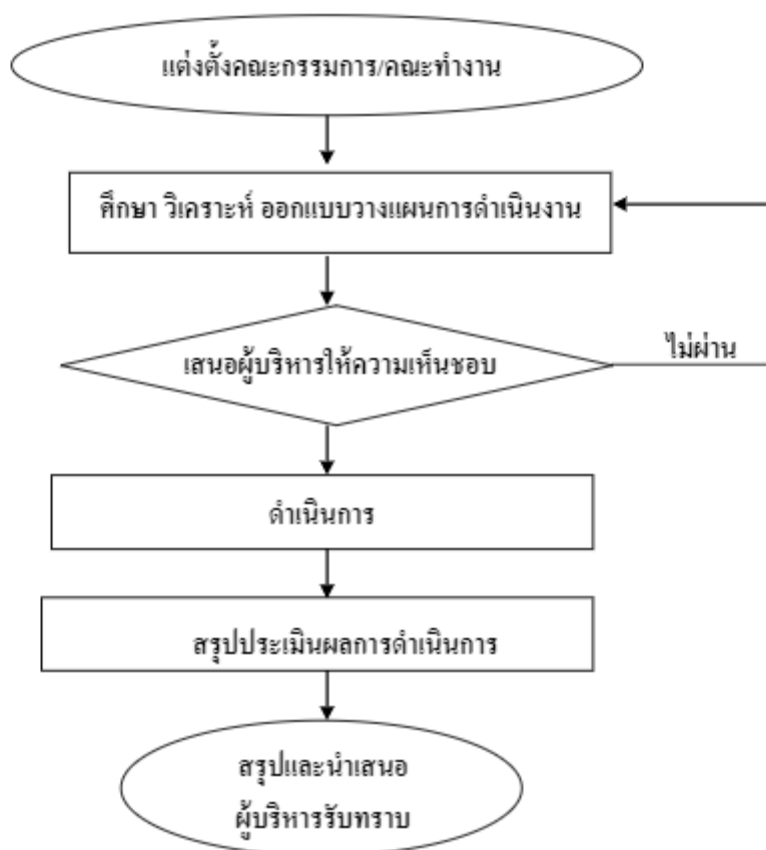 แต่งตั้งคณะกรรมการ/คณะทำงาน
ศึกษา วิเคราะห์ ออกแบบวางแผนการดำเนินงาน
เสนอผู้บริหารให้ความเห็นชอบ
ไม่ผ่าน
ดำเนินการ
สรุปประเมินผลการดำเนินการ
สรุปและนำเสนอ
ผู้บริหารรับทราบ